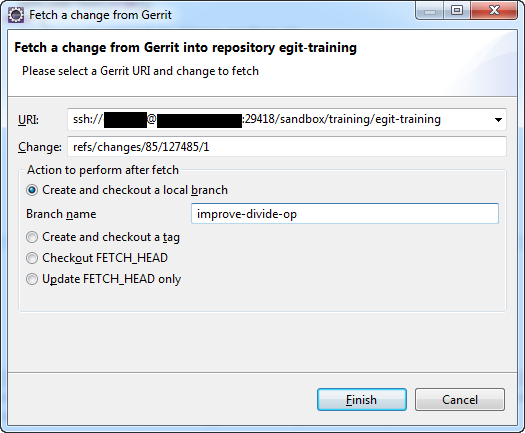 Fetch a change from Gerrit
Fetch a change from Gerrit into repository egit-training
Please select a Gerrit URI and change to fetch
URI: ssh:// @ :29418/sandbox/training/egit-training
Change: refs/changes/85/127485/1
Action to perform after fetch
Create and checkout a local branch
Branch name improve-divide-op
Create and checkout a tag
Checkout FETCH_HEAD
Update FETCH_HEAD only
Finish Cancel